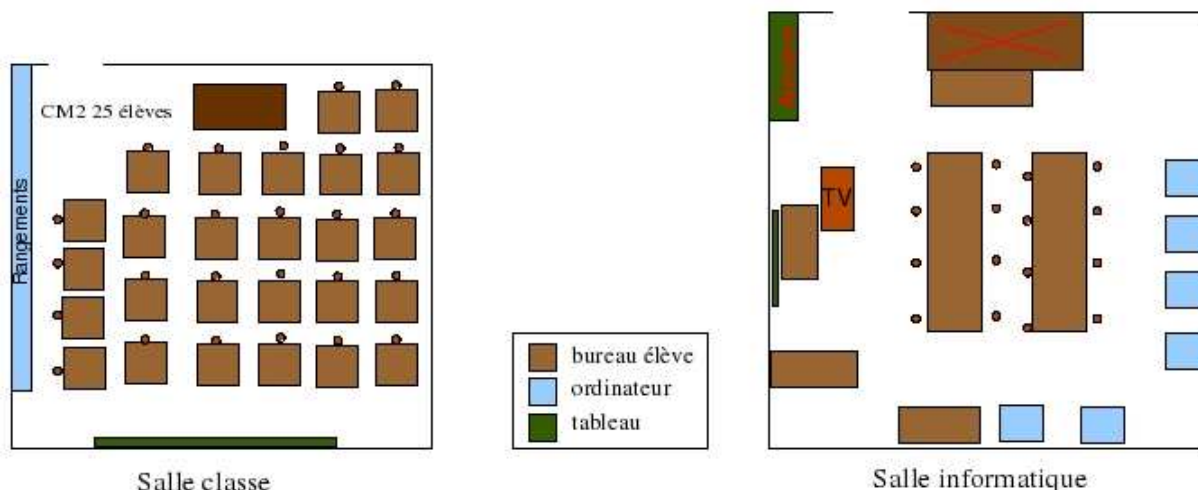 CM2 25 élèves
Rangements
Salle classe
bureau élève
ordinateur
tableau
TV
Salle informatique